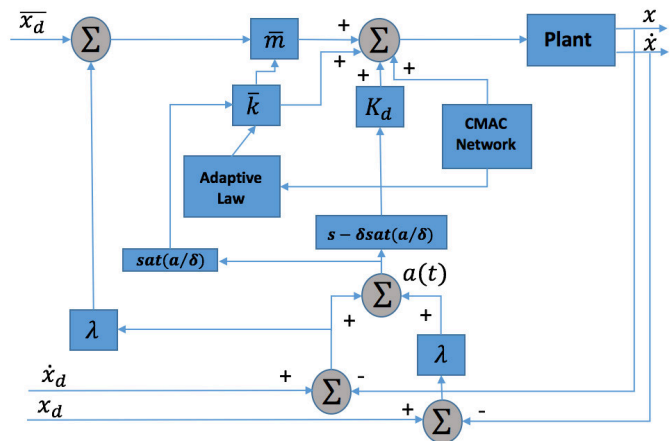 x̅_d
Σ
m̅
+
Σ
Plant
x
ẋ
+
+
+
k̅
K_d
CMAC
Network
Adaptive
Law
s − δsat(a/δ)
sat(a/δ)
a(t)
Σ
+
+
λ
λ
ẋ_d
+
Σ
-
x_d
+
Σ
-